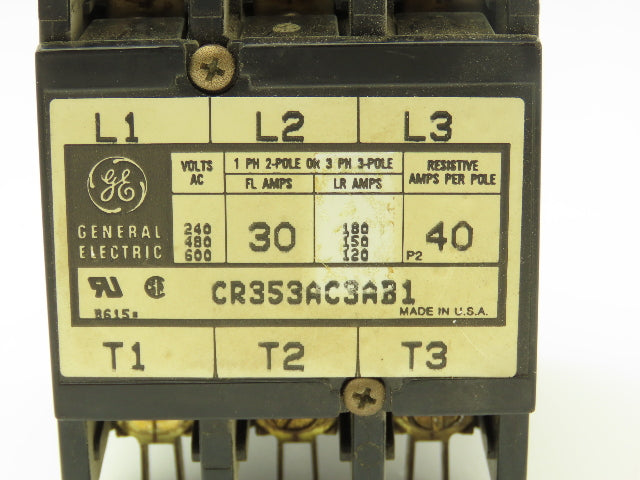 L1 L2 L3
GE
GENERAL
ELECTRIC
VOLTS
AC
1 PH 2-POLE OR 3 PH 3-POLE
FL AMPS
LR AMPS
RESISTIVE
AMPS PER POLE
240
480
600
30
180
150
120
P2 40
CR353AC3AB1
B615
MADE IN U.S.A.
T1 T2 T3